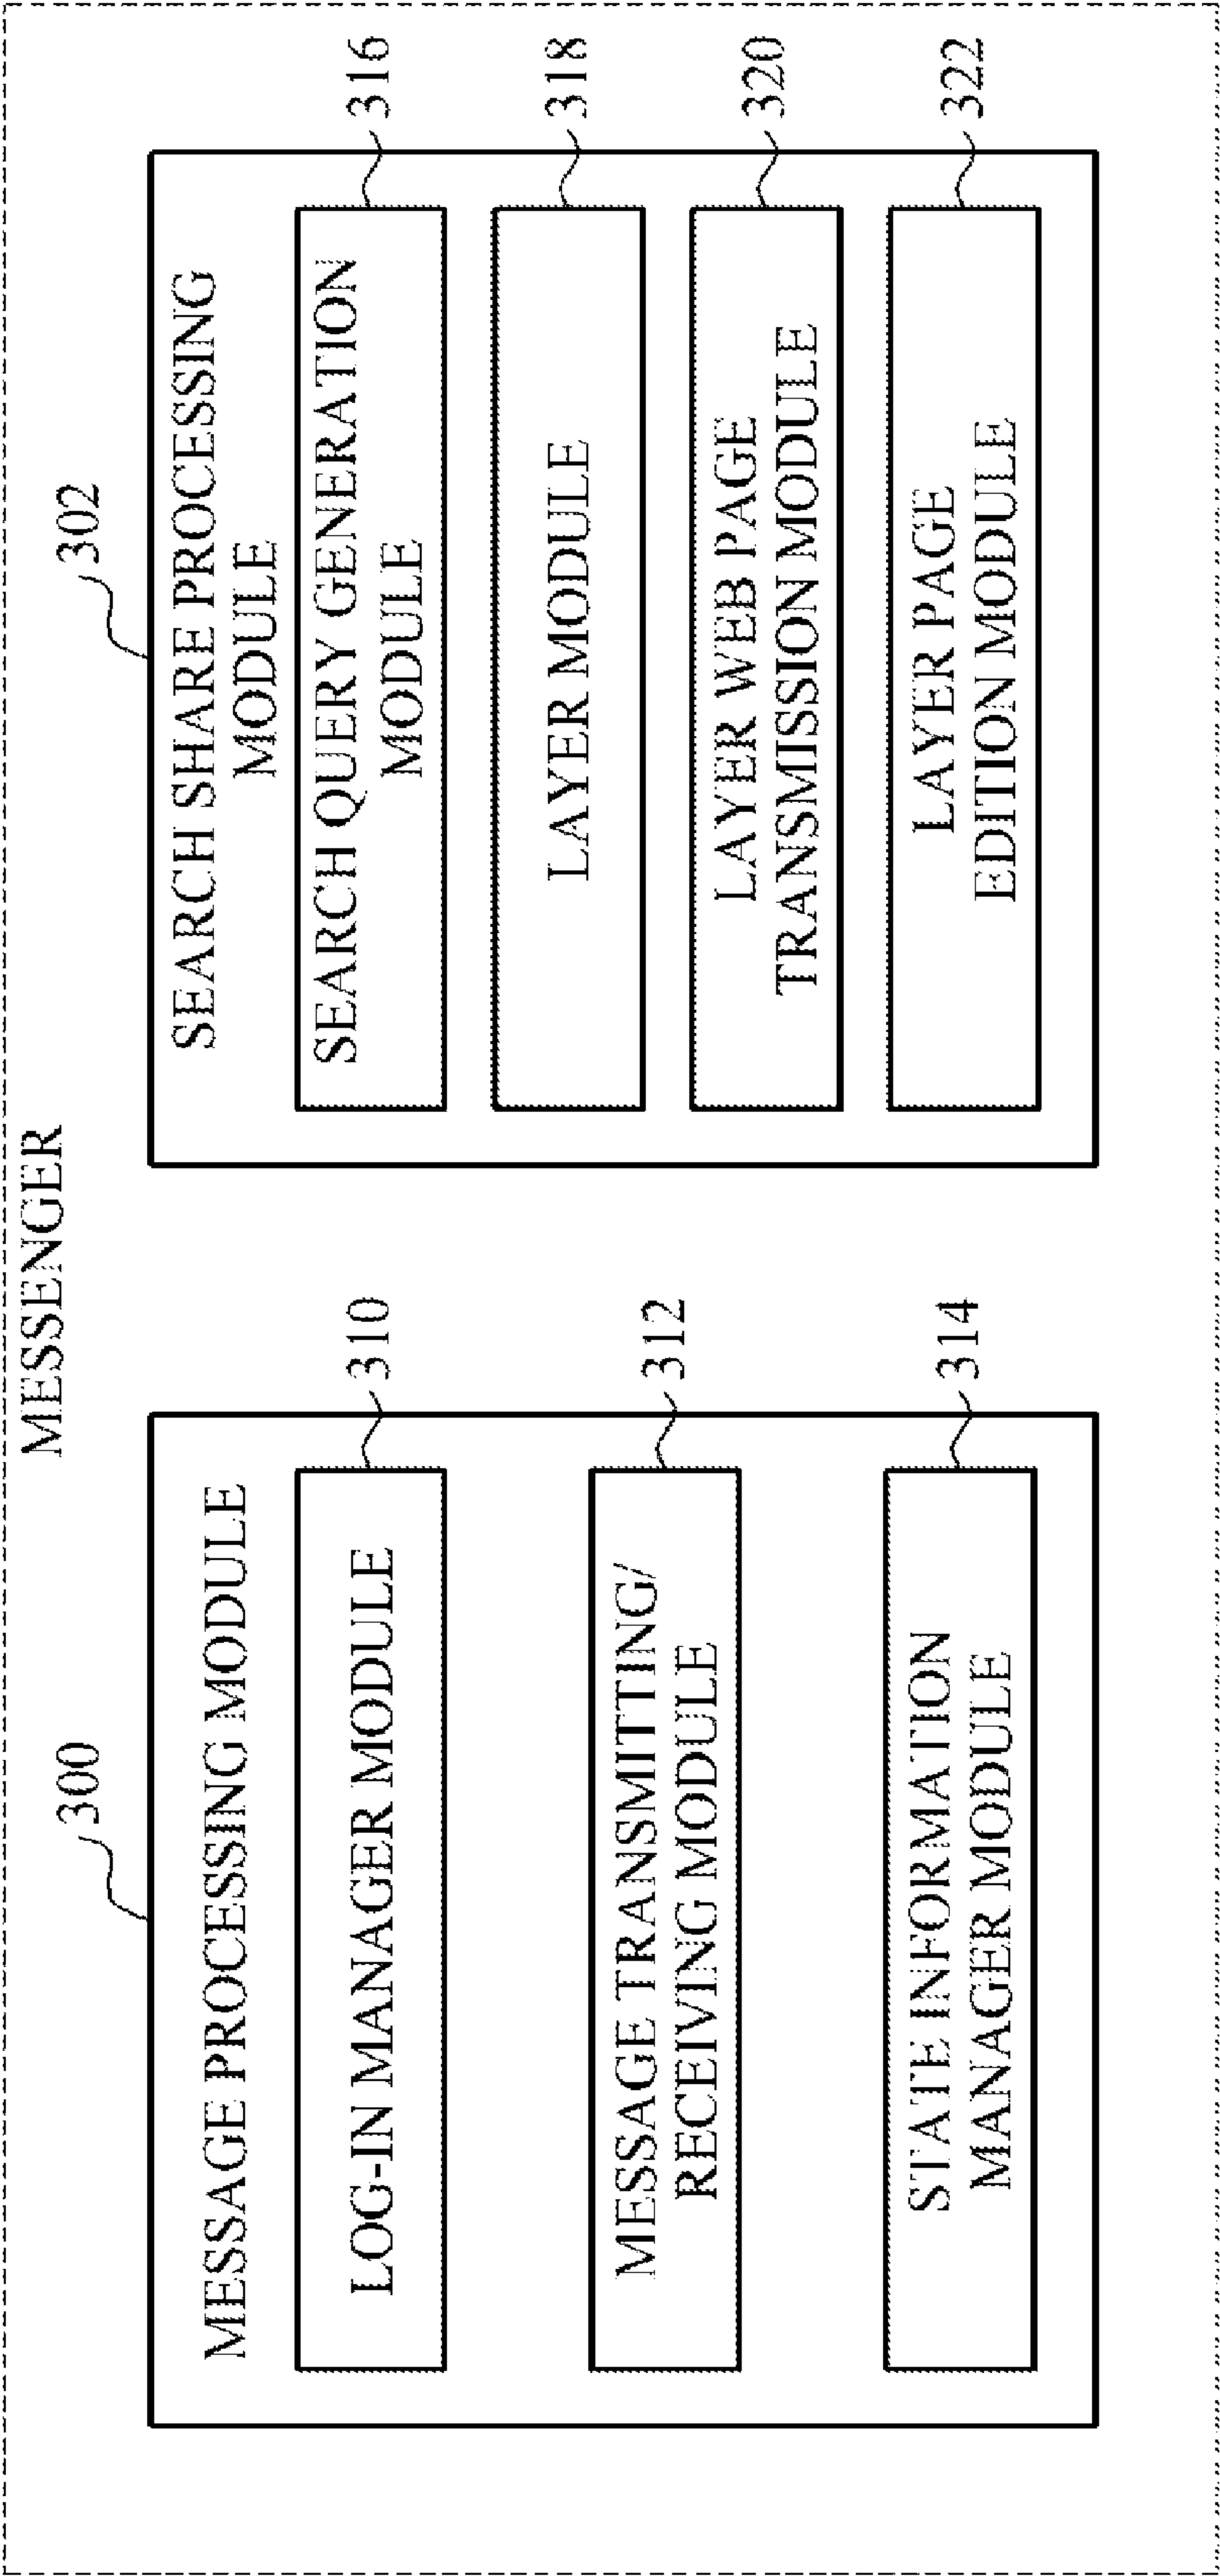 MESSENGER
300
MESSAGE PROCESSING MODULE
LOG-IN MANAGER MODULE
310
MESSAGE TRANSMITTING/
RECEIVING MODULE
312
STATE INFORMATION
MANAGER MODULE
314
302
SEARCH SHARE PROCESSING
MODULE
SEARCH QUERY GENERATION
MODULE
316
LAYER MODULE
318
LAYER WEB PAGE
TRANSMISSION MODULE
320
LAYER PAGE
EDITION MODULE
322